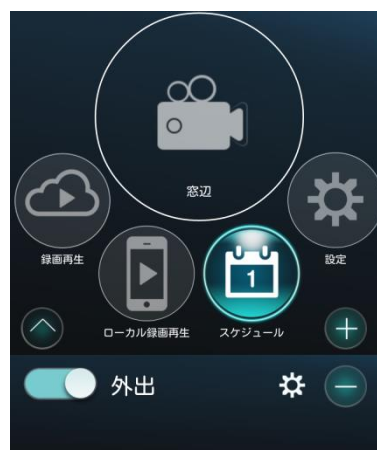 窓辺
録画再生
設定
ローカル録画再生
スケジュール
1
外出